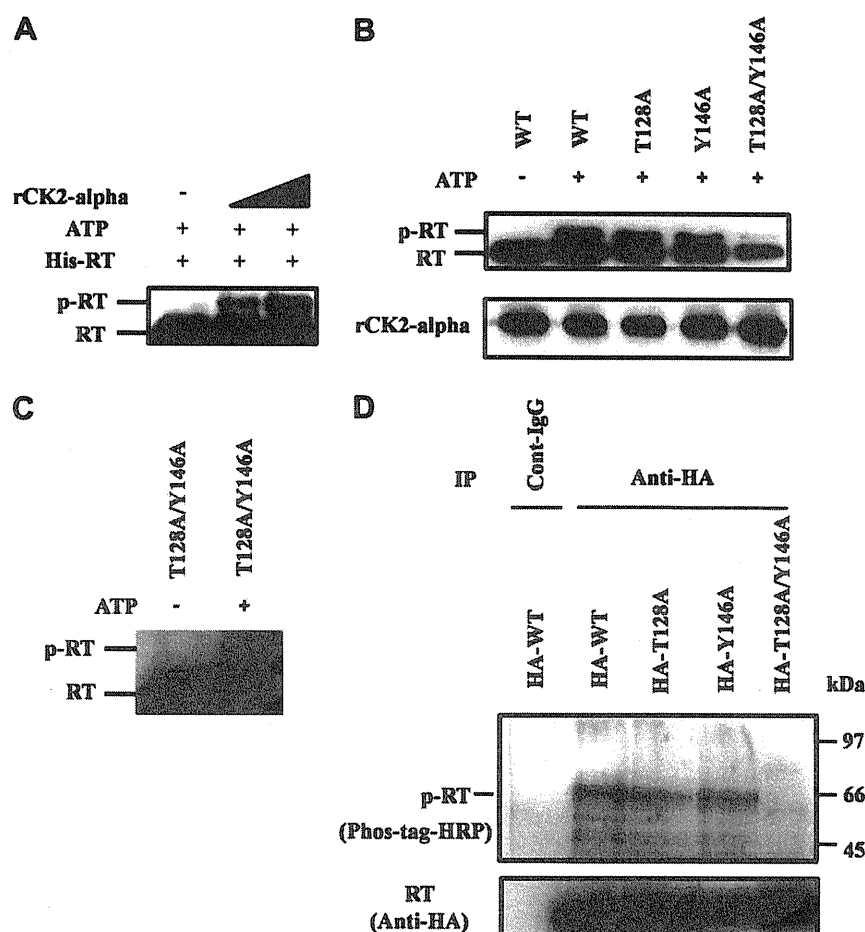 A
rCK2-alpha -
ATP + + +
His-RT + + +
p-RT
RT
B
WT WT T128A Y146A T128A/Y146A
ATP - + + + +
p-RT
RT
rCK2-alpha
C
T128A/Y146A T128A/Y146A
ATP - +
p-RT
RT
D
IP Cont-IgG Anti-HA
HA-WT HA-WT HA-T128A HA-Y146A HA-T128A/Y146A
kDa
97
p-RT 66
(Phos-tag-HRP)
45
RT
(Anti-HA)